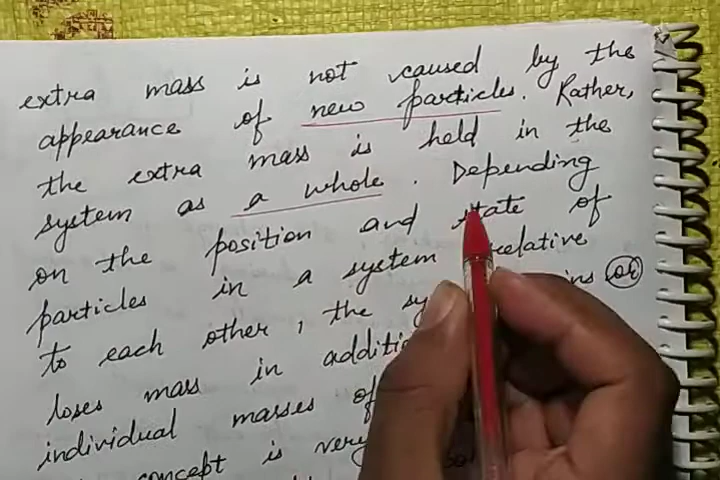 extra mass is not caused by the
appearance of new particles. Rather,
the extra mass is held in the
system as a whole. Depending
on the position and state of
particles in a system relative
to each other, the or
loses mass in
individual masses
concept is very